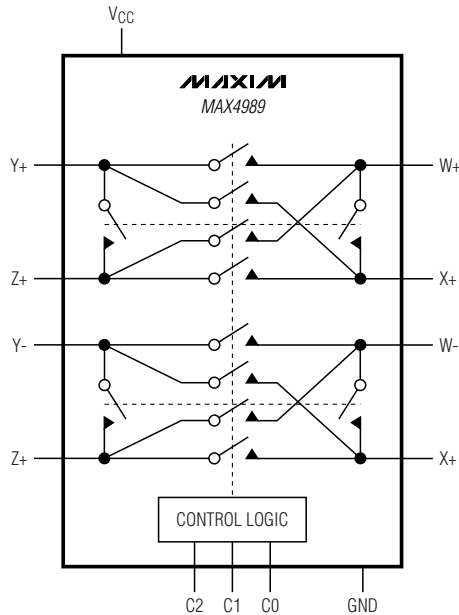 VCC
MAXIM
MAX4989
Y+
W+
Z+
X+
Y-
W-
Z+
X+
CONTROL LOGIC
C2 C1 C0 GND